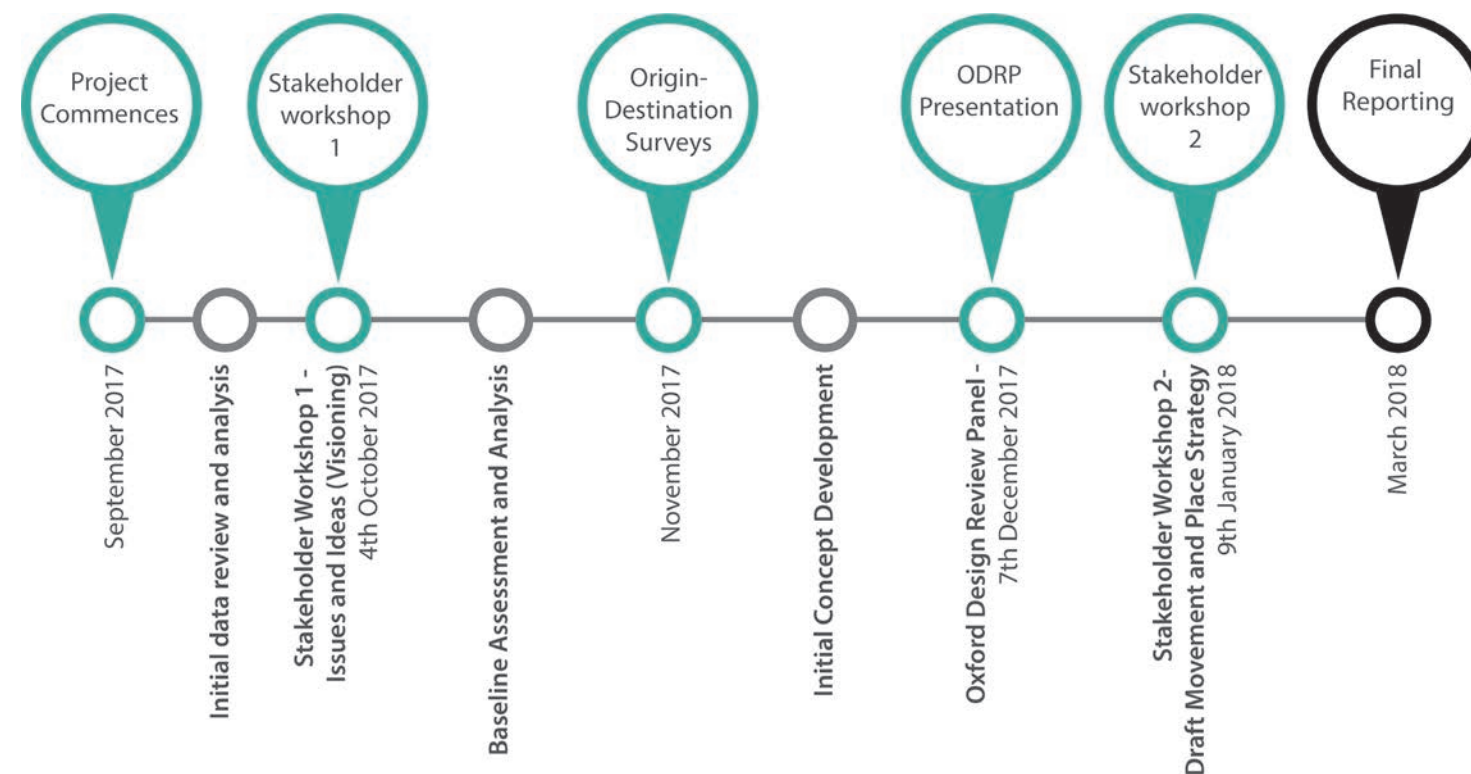 Project
Commences
Stakeholder
workshop
1
Origin-
Destination
Surveys
ODRP
Presentation
Stakeholder
workshop
2
Final
Reporting
September 2017
Initial data review and analysis
Stakeholder Workshop 1 -
Issues and Ideas (Visioning)
4th October 2017
Baseline Assessment and Analysis
November 2017
Initial Concept Development
Oxford Design Review Panel -
7th December 2017
Stakeholder Workshop 2-
Draft Movement and Place Strategy
9th January 2018
March 2018